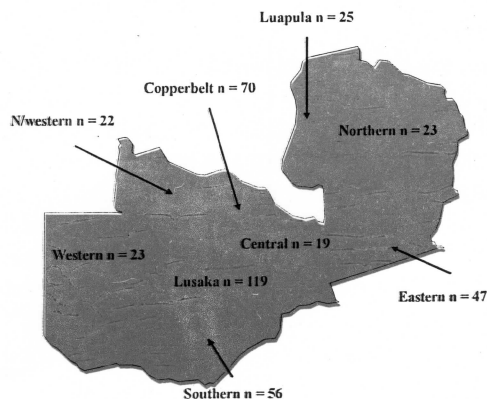 Luapula n = 25
Copperbelt n = 70
N/western n = 22
Northern n = 23
Western n = 23
Central n = 19
Lusaka n = 119
Eastern n = 47
Southern n = 56